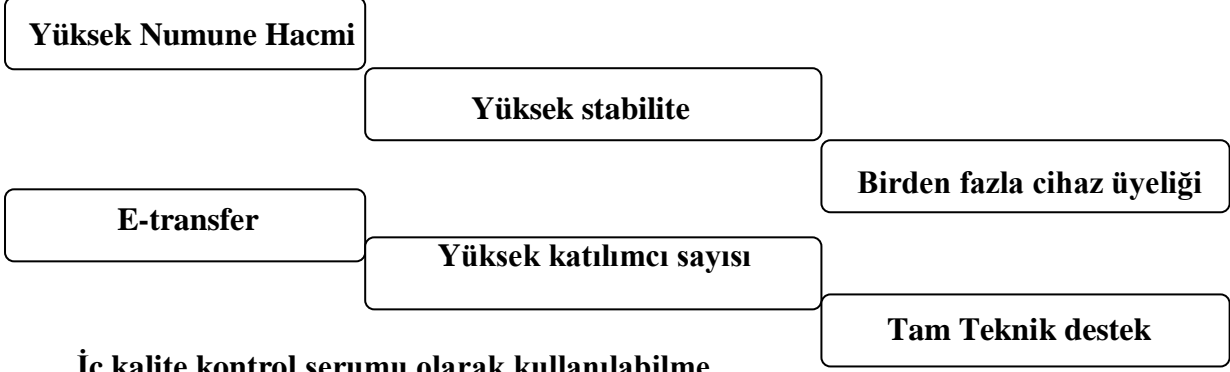 Yüksek Numune Hacmi
Yüksek stabilite
Birden fazla cihaz üyeliği
E-transfer
Yüksek katılımcı sayısı
Tam Teknik destek
İç kalite kontrol serumu olarak kullanılabilme